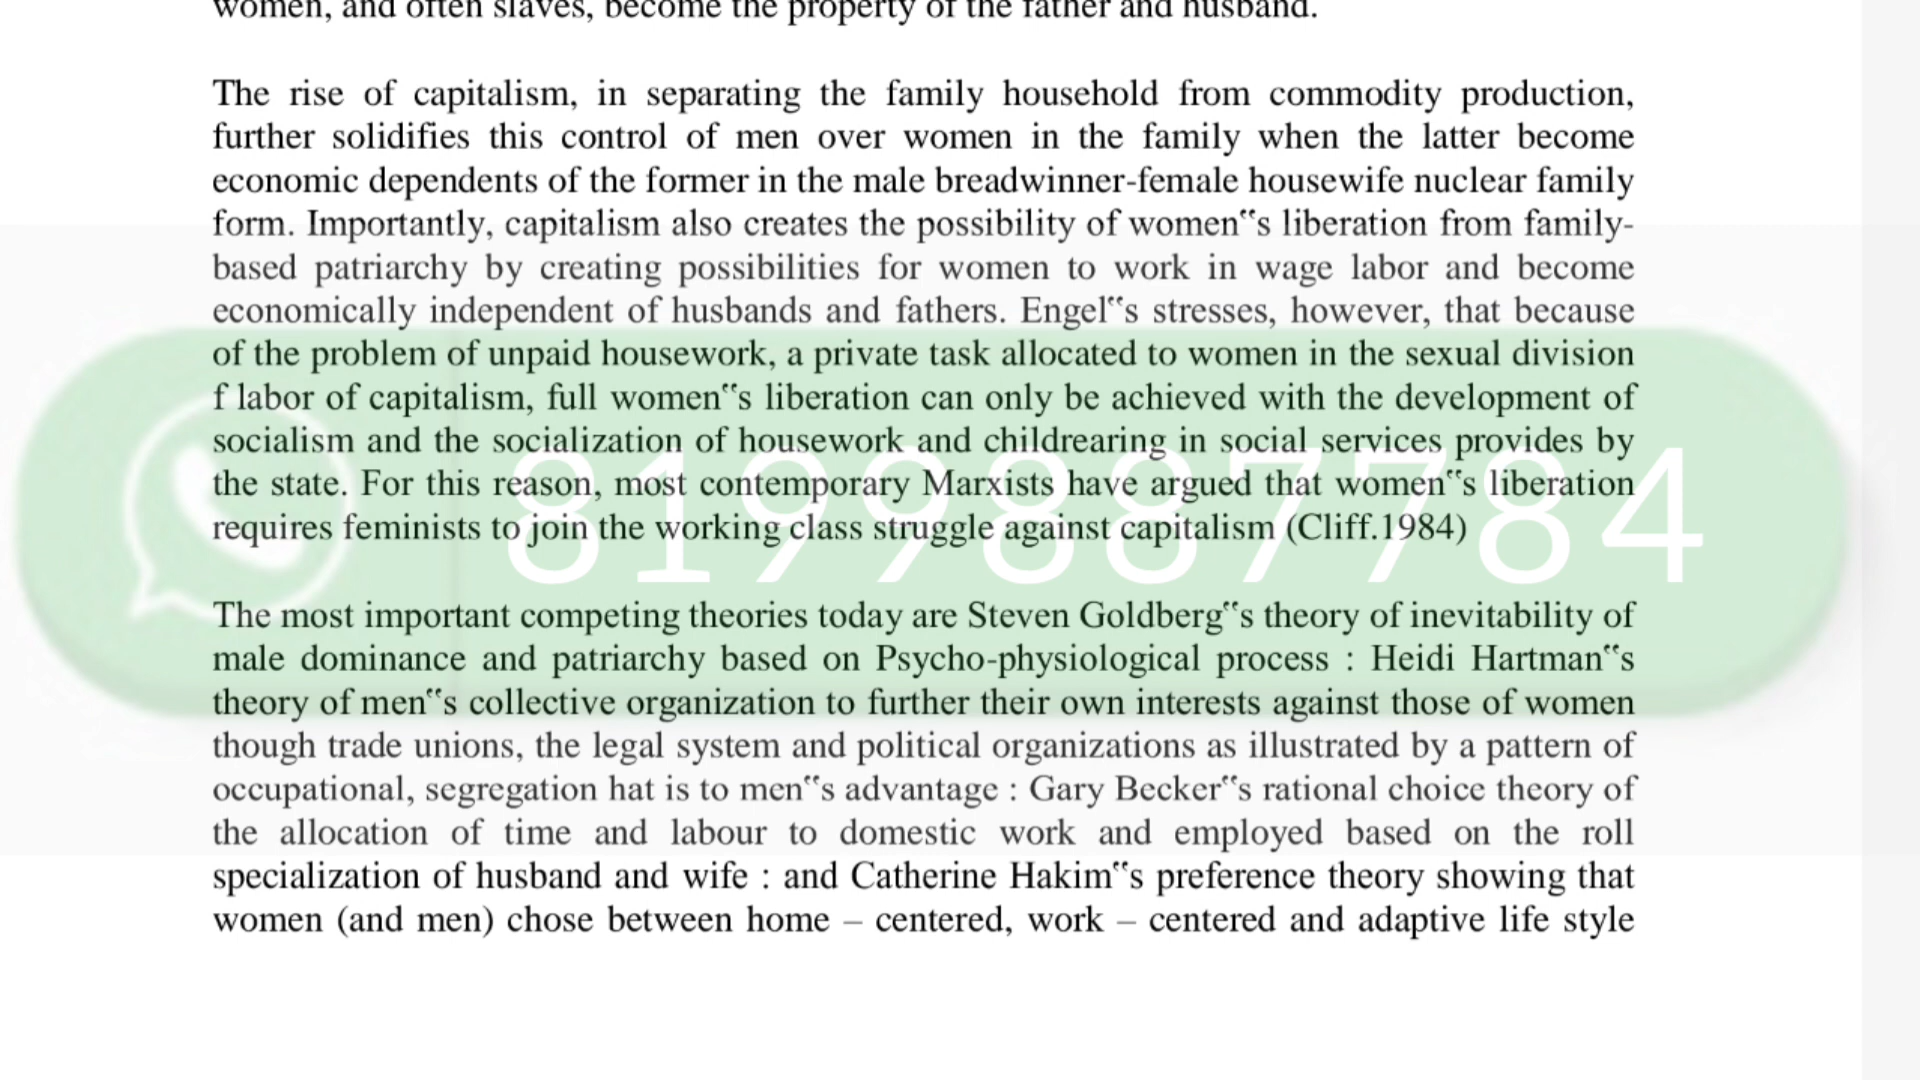 women, and often slaves, become the property of the father and husband.
The rise of capitalism, in separating the family household from commodity production,
further solidifies this control of men over women in the family when the latter become
economic dependents of the former in the male breadwinner-female housewife nuclear family
form. Importantly, capitalism also creates the possibility of women‟s liberation from family-
based patriarchy by creating possibilities for women to work in wage labor and become
economically independent of husbands and fathers. Engel‟s stresses, however, that because
of the problem of unpaid housework, a private task allocated to women in the sexual division
f labor of capitalism, full women‟s liberation can only be achieved with the development of
socialism and the socialization of housework and childrearing in social services provides by
the state. For this reason, most contemporary Marxists have argued that women‟s liberation
requires feminists to join the working class struggle against capitalism (Cliff.1984)
8199887784
The most important competing theories today are Steven Goldberg‟s theory of inevitability of
male dominance and patriarchy based on Psycho-physiological process : Heidi Hartman‟s
theory of men‟s collective organization to further their own interests against those of women
though trade unions, the legal system and political organizations as illustrated by a pattern of
occupational, segregation hat is to men‟s advantage : Gary Becker‟s rational choice theory of
the allocation of time and labour to domestic work and employed based on the roll
specialization of husband and wife : and Catherine Hakim‟s preference theory showing that
women (and men) chose between home – centered, work – centered and adaptive life style